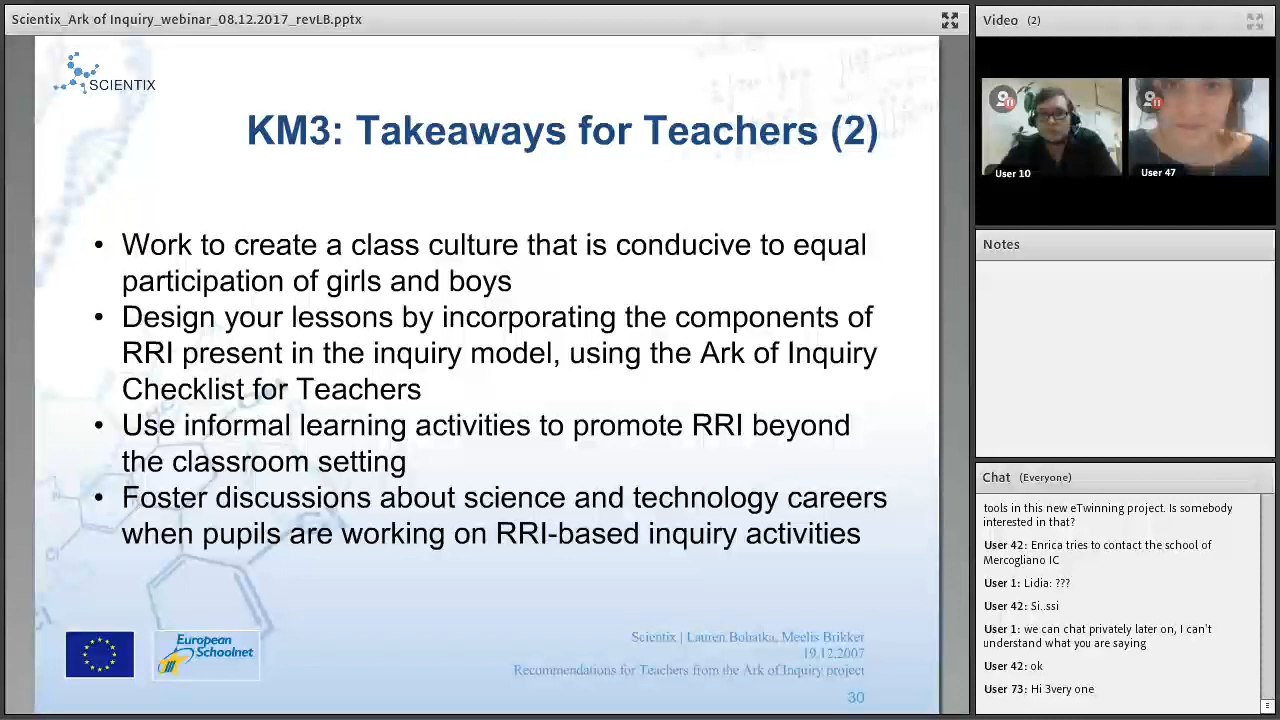 Scientix_Ark of Inquiry_webinar_08.12.2017_revLB.pptx
SCIENTIX
KM3: Takeaways for Teachers (2)
• Work to create a class culture that is conducive to equal
participation of girls and boys
• Design your lessons by incorporating the components of
RRI present in the inquiry model, using the Ark of Inquiry
Checklist for Teachers
• Use informal learning activities to promote RRI beyond
the classroom setting
• Foster discussions about science and technology careers
when pupils are working on RRI-based inquiry activities
European
Schoolnet
Scientix | Lauren Bohatka, Meelis Brikker
19.12.2007
Recommendations for Teachers from the Ark of Inquiry project
30
Video (2)
User 10
User 47
Notes
Chat (Everyone)
tools in this new eTwinning project. Is somebody
interested in that?
User 42: Enrica tries to contact the school of
Mercogliano IC
User 1: Lidia: ???
User 42: Si..ssi
User 1: we can chat privately later on, I can't
understand what you are saying
User 42: ok
User 73: Hi 3very one